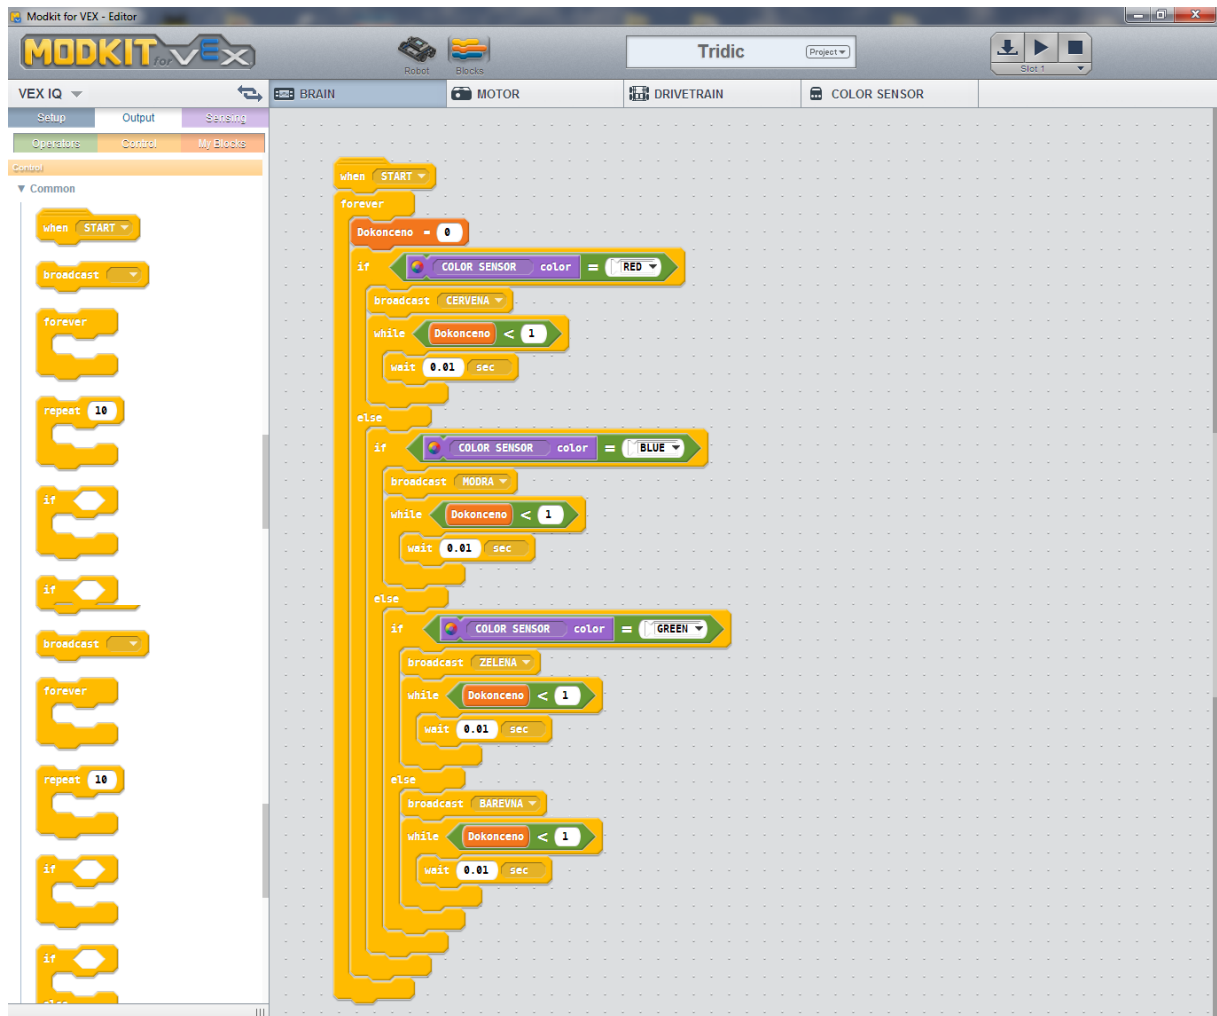 Modkit for VEX - Editor
MODKIT for VEX
Robot
Blocks
Tridic
Project
Slot 1
VEX IQ
BRAIN
MOTOR
DRIVETRAIN
COLOR SENSOR
Setup
Output
Sensing
Operators
Control
My Blocks
Control
Common
when START
broadcast
forever
repeat 10
if
if
broadcast
forever
repeat 10
if
if
else
when START
forever
Dokonceno = 0
if COLOR SENSOR color = RED
broadcast CERVENA
while Dokonceno < 1
wait 0.01 sec
else
if COLOR SENSOR color = BLUE
broadcast MODRA
while Dokonceno < 1
wait 0.01 sec
else
if COLOR SENSOR color = GREEN
broadcast ZELENA
while Dokonceno < 1
wait 0.01 sec
else
broadcast BAREVNA
while Dokonceno < 1
wait 0.01 sec